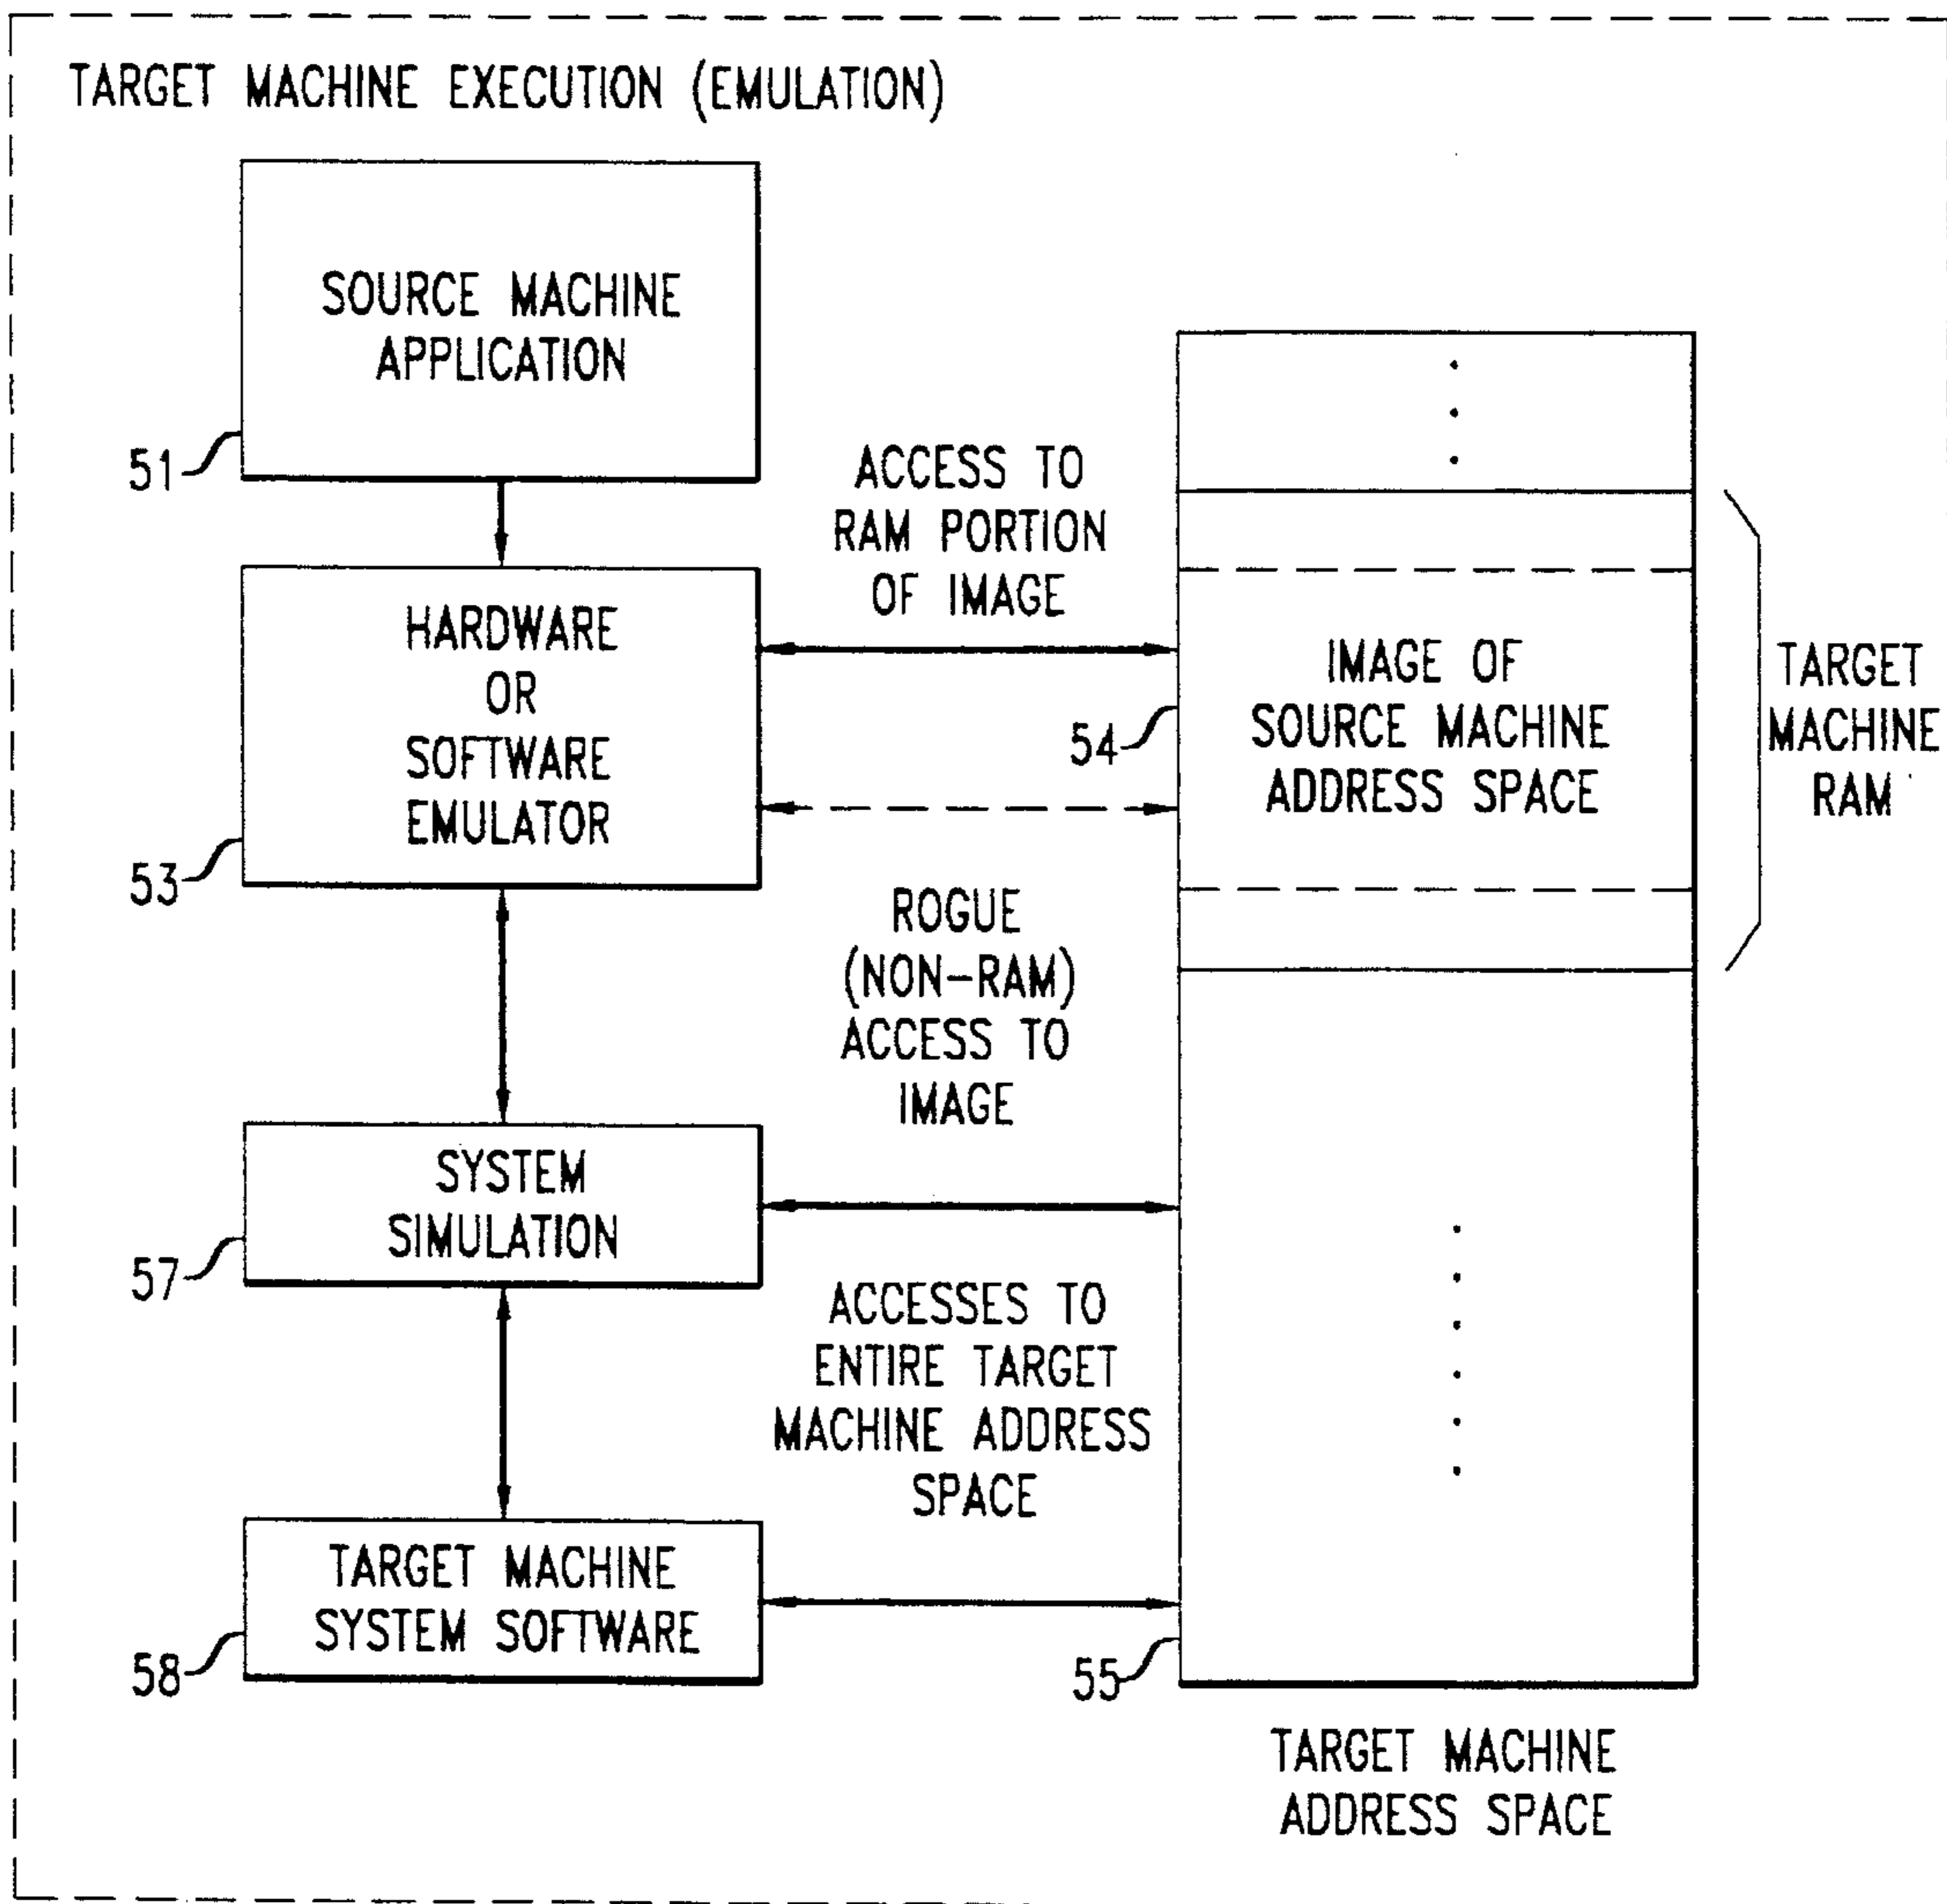 TARGET MACHINE EXECUTION (EMULATION)
SOURCE MACHINE
APPLICATION
51
ACCESS TO
RAM PORTION
OF IMAGE
HARDWARE
OR
SOFTWARE
EMULATOR
53
IMAGE OF
SOURCE MACHINE
ADDRESS SPACE
54
TARGET
MACHINE
RAM
ROGUE
(NON-RAM)
ACCESS TO
IMAGE
SYSTEM
SIMULATION
57
ACCESSES TO
ENTIRE TARGET
MACHINE ADDRESS
SPACE
TARGET MACHINE
SYSTEM SOFTWARE
58
55
TARGET MACHINE
ADDRESS SPACE